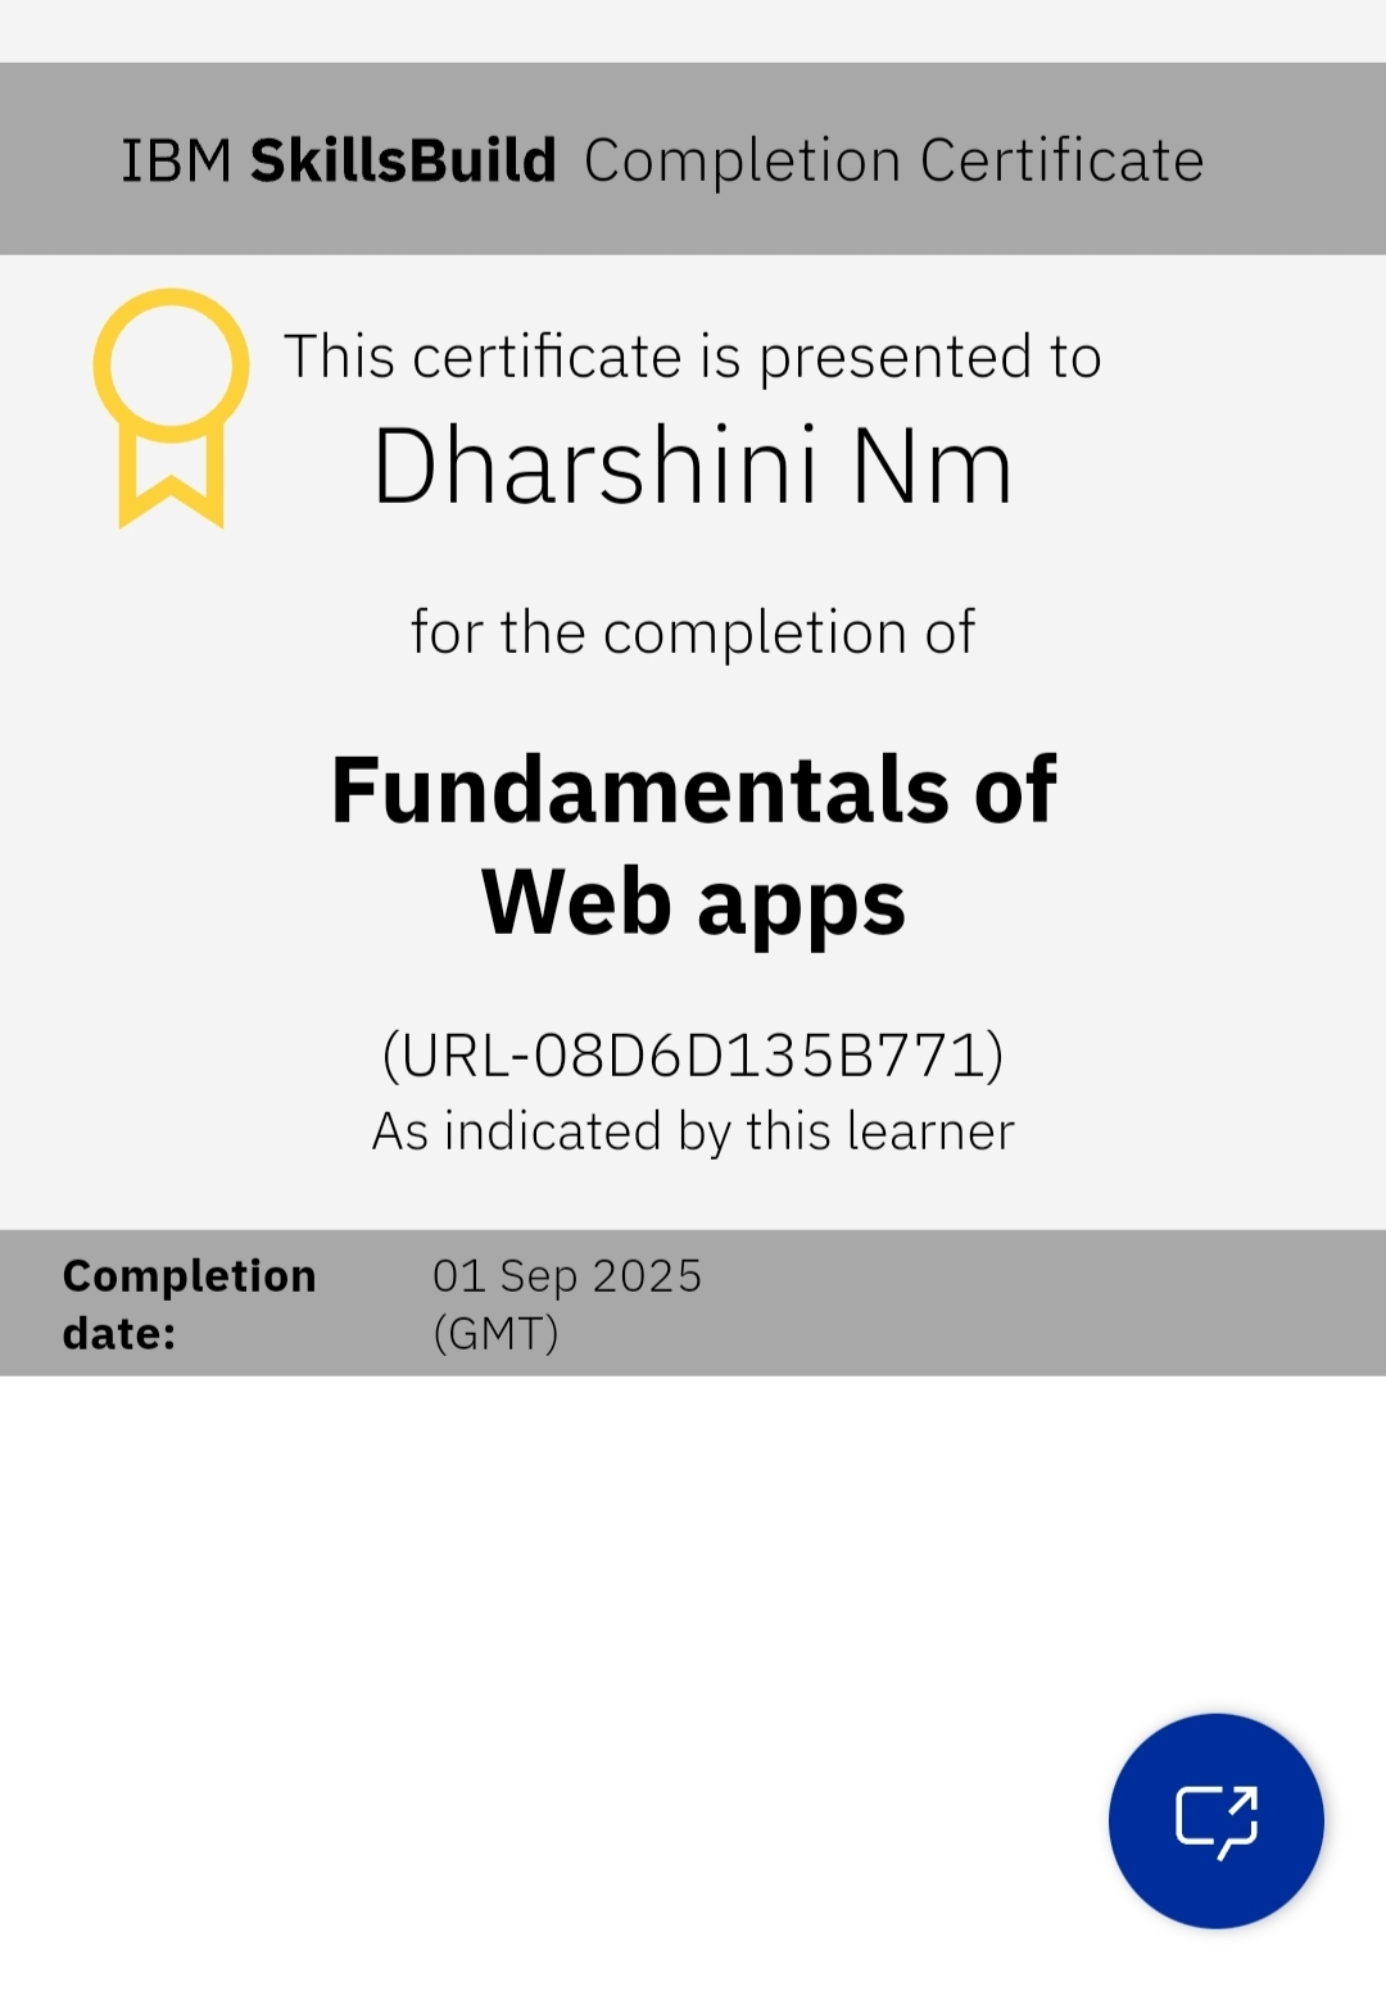 IBM SkillsBuild Completion Certificate
This certificate is presented to
Dharshini Nm
for the completion of
Fundamentals of
Web apps
(URL-08D6D135B771)
As indicated by this learner
Completion date: 01 Sep 2025 (GMT)